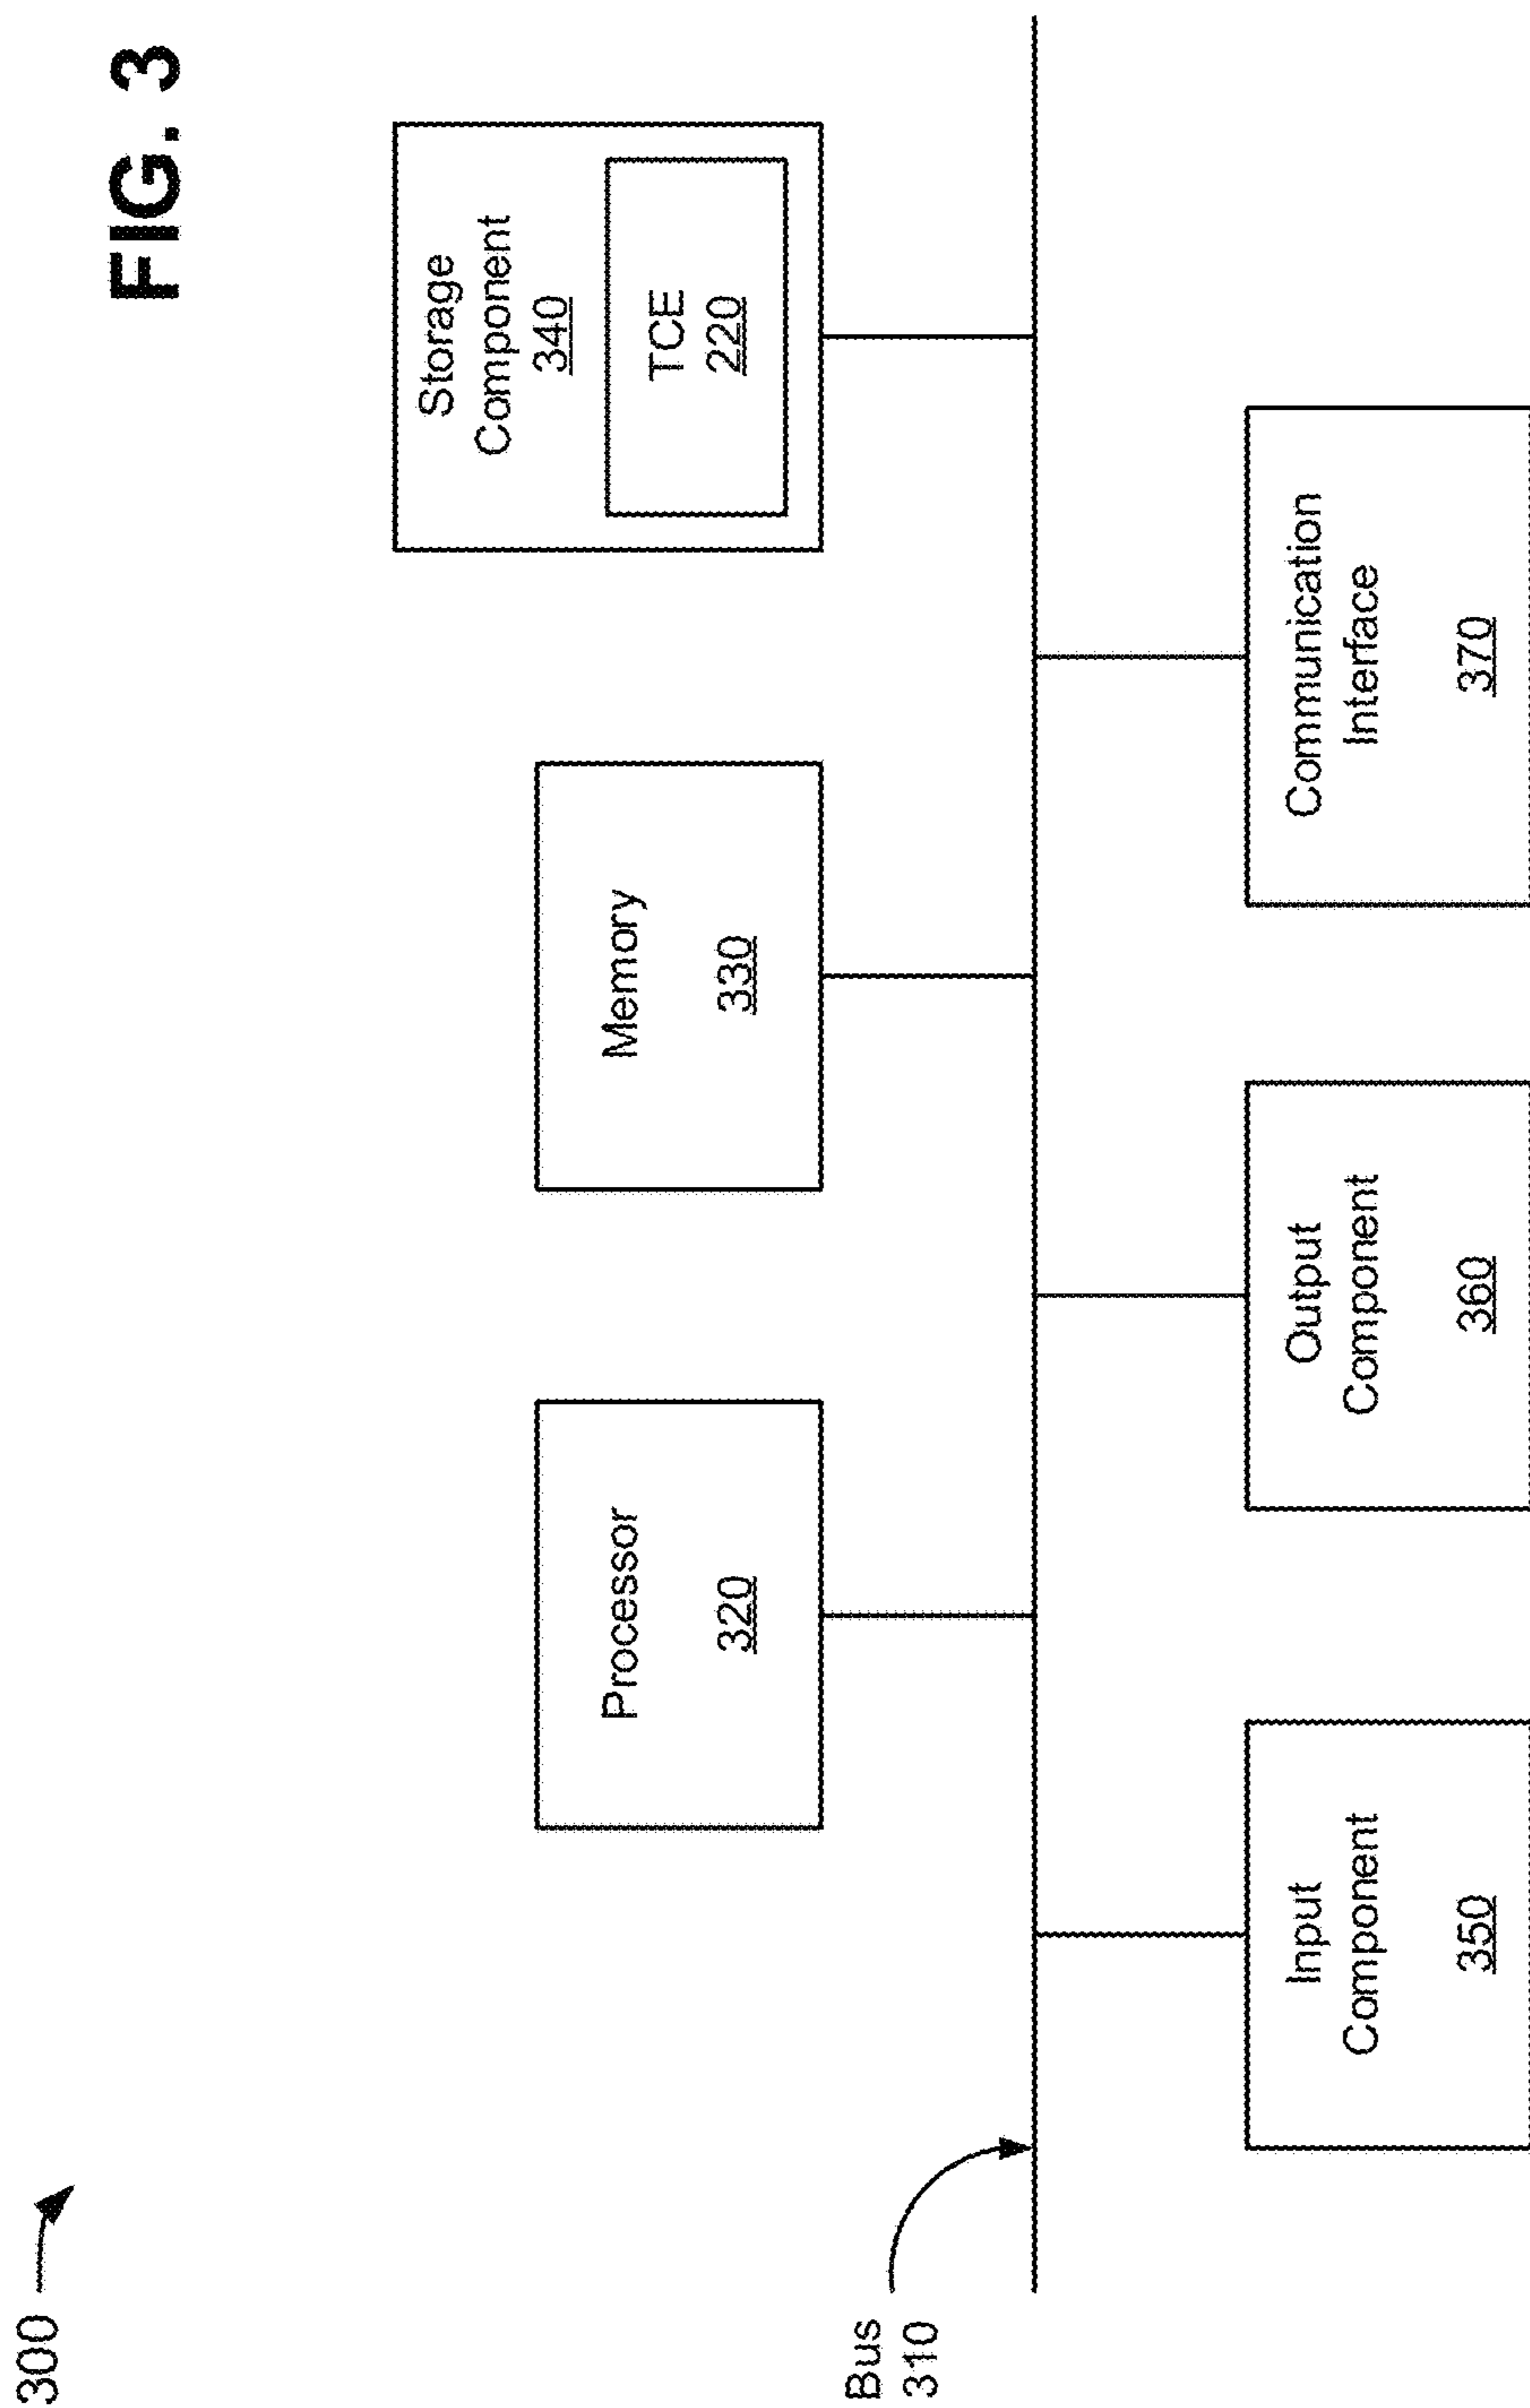 FIG. 3
300
Storage
Component
340
TCE
220
Memory
330
Processor
320
Bus
310
Input
Component
350
Output
Component
360
Communication
Interface
370